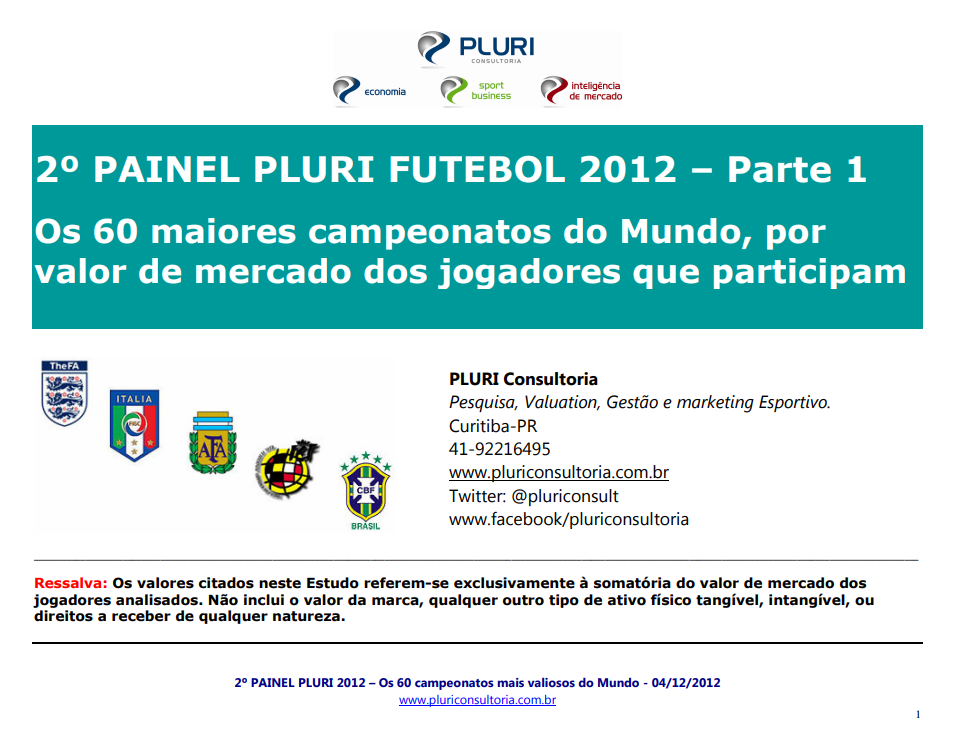 PLURI
CONSULTORIA
economia
sport
business
inteligência
de mercado
2º PAINEL PLURI FUTEBOL 2012 – Parte 1
Os 60 maiores campeonatos do Mundo, por
valor de mercado dos jogadores que participam
TheFA
ITALIA
FIGC
AFA
CBF
BRASIL
PLURI Consultoria
Pesquisa, Valuation, Gestão e marketing Esportivo.
Curitiba-PR
41-92216495
www.pluriconsultoria.com.br
Twitter: @pluriconsult
www.facebook/pluriconsultoria
Ressalva: Os valores citados neste Estudo referem-se exclusivamente à somatória do valor de mercado dos
jogadores analisados. Não inclui o valor da marca, qualquer outro tipo de ativo físico tangível, intangível, ou
direitos a receber de qualquer natureza.
2º PAINEL PLURI 2012 – Os 60 campeonatos mais valiosos do Mundo - 04/12/2012
www.pluriconsultoria.com.br
1